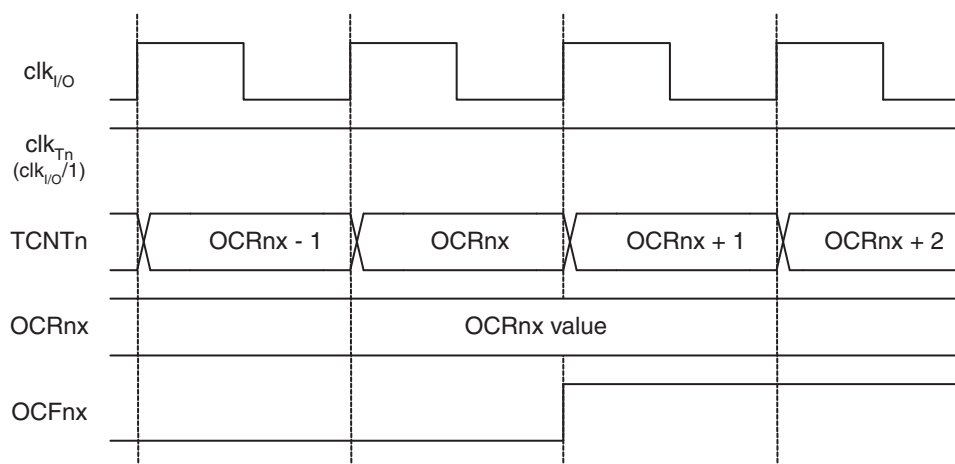 clkI/O
clkTn
(clkI/O/1)
TCNTn OCRnx - 1 OCRnx OCRnx + 1 OCRnx + 2
OCRnx OCRnx value
OCFnx